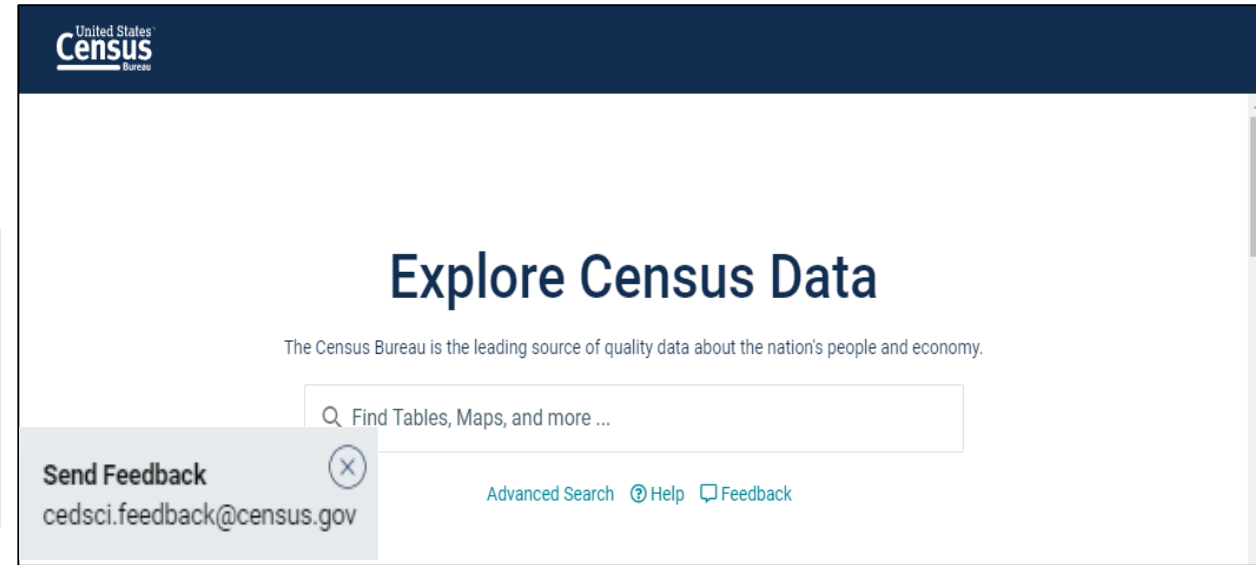 United States
Census
Bureau
Explore Census Data
The Census Bureau is the leading source of quality data about the nation's people and economy.
Find Tables, Maps, and more ...
Send Feedback
cedsci.feedback@census.gov
Advanced Search Help Feedback